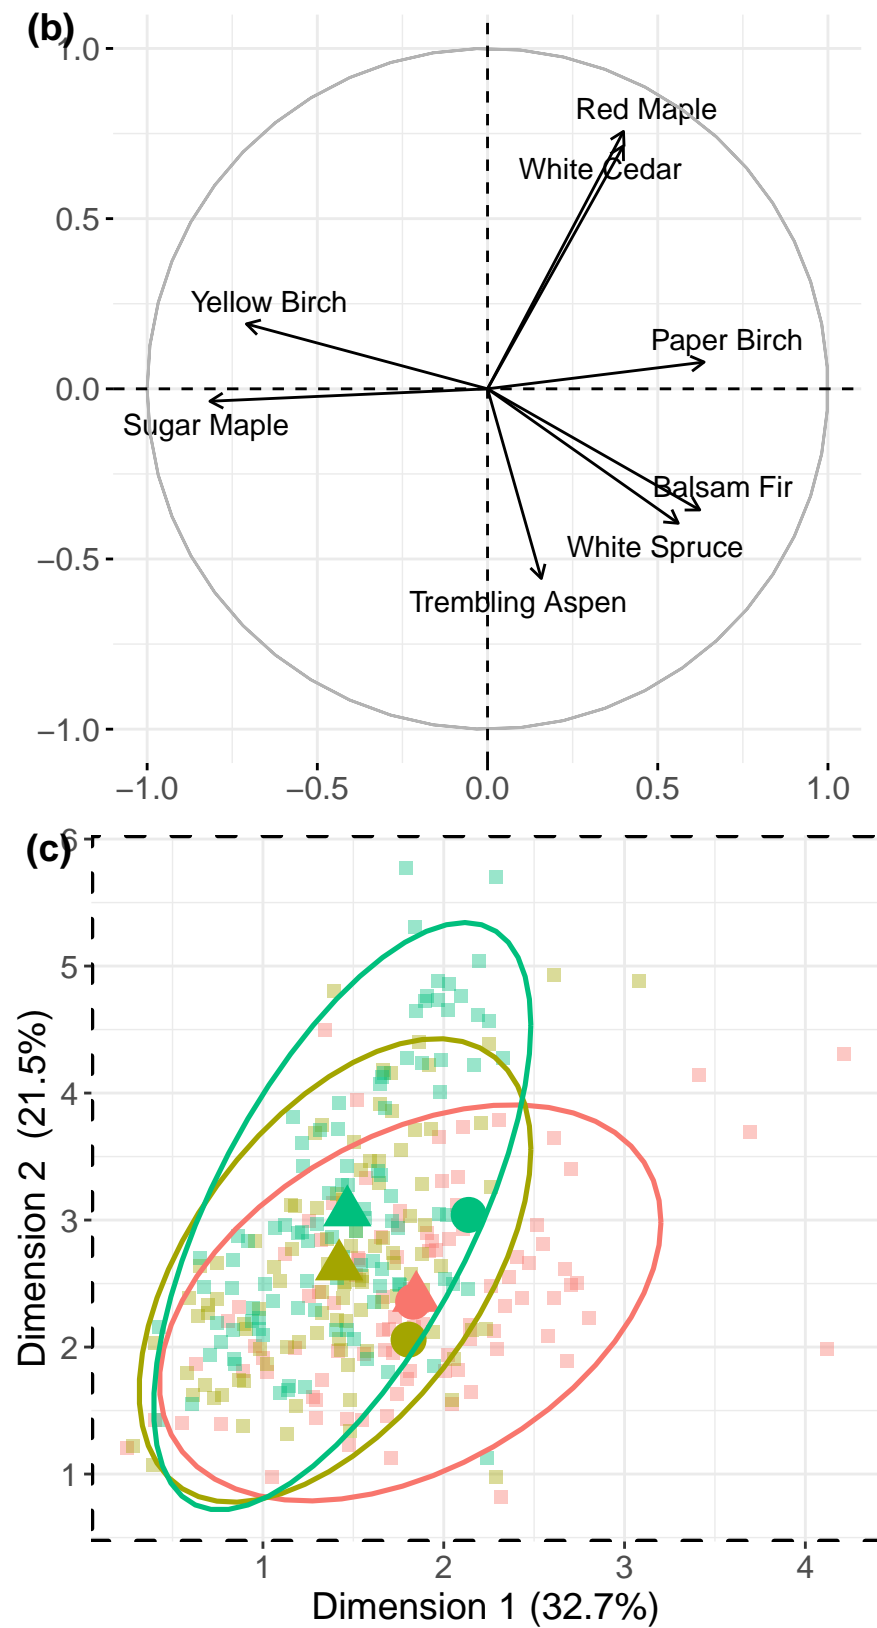 (b)
1.0
Red Maple
White Cedar
0.5
Yellow Birch
Paper Birch
0.0
Sugar Maple
Balsam Fir
White Spruce
−0.5
Trembling Aspen
−1.0
−1.0 −0.5 0.0 0.5 1.0
(c)
6
5
4
3
2
1
Dimension 2 (21.5%)
1 2 3 4
Dimension 1 (32.7%)